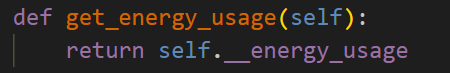 def get_energy_usage(self):
    return self.__energy_usage